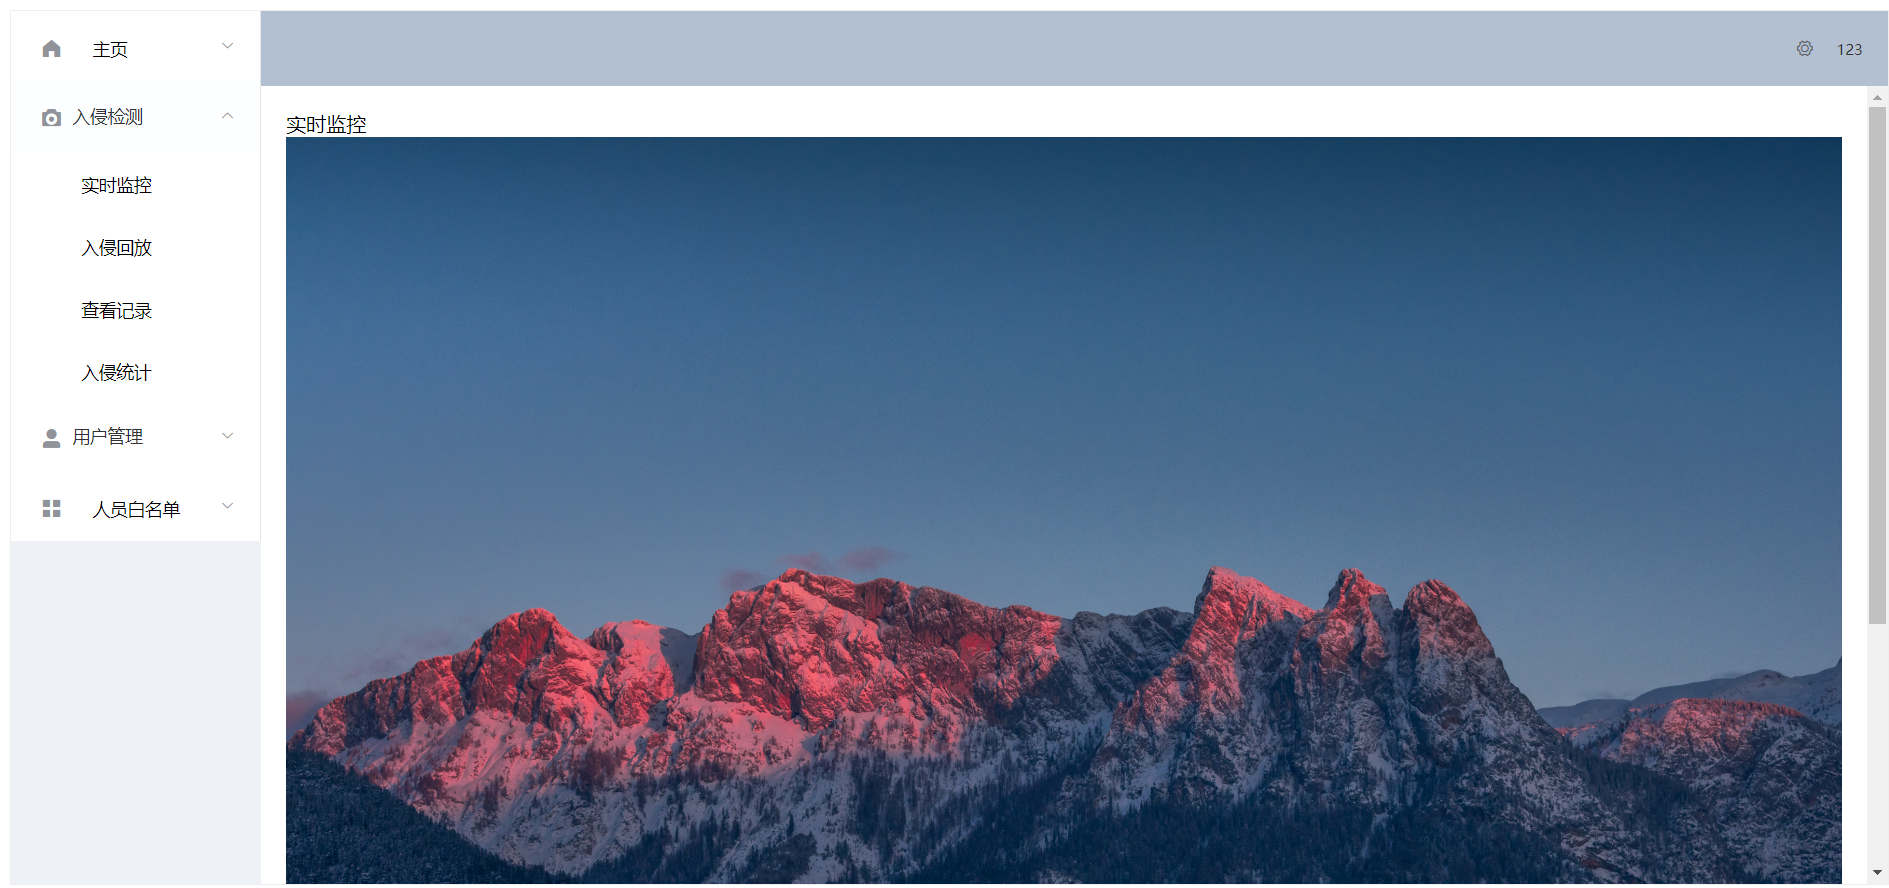 主页
入侵检测
实时监控
入侵回放
查看记录
入侵统计
用户管理
人员白名单
123
实时监控